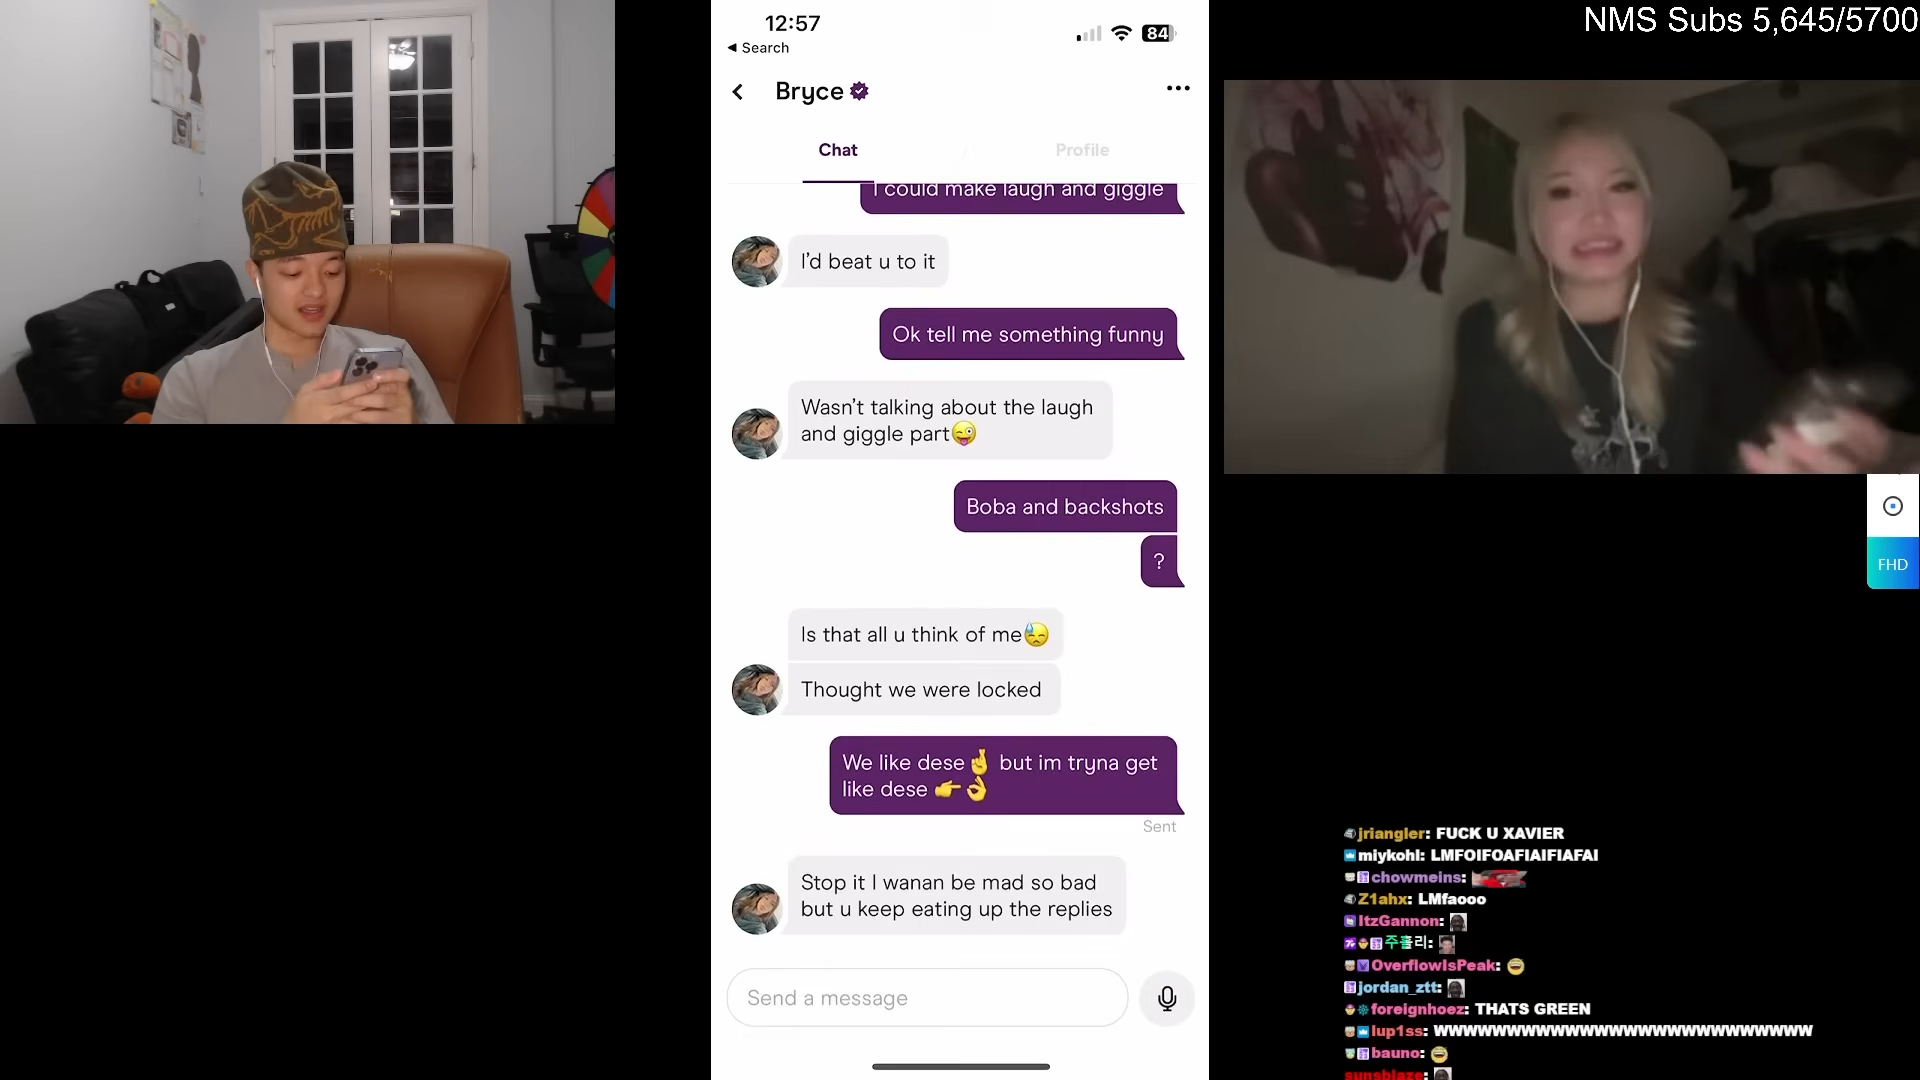 NMS Subs 5,645/5700
12:57
84
Search
Bryce
Chat
Profile
I could make laugh and giggle
I'd beat u to it
Ok tell me something funny
Wasn't talking about the laugh
and giggle part😜
Boba and backshots
?
Is that all u think of me😓
Thought we were locked
We like dese🤞 but im tryna get
like dese 👉👌
Sent
Stop it I wanan be mad so bad
but u keep eating up the replies
Send a message
FHD
jriangler: FUCK U XAVIER
miykohl: LMFOIFOAFIAIFIAFAI
chowmeins:
Z1ahx: LMfaooo
ItzGannon:
주홀리:
OverflowIsPeak:
jordan_ztt:
foreignhoez: THATS GREEN
lup1ss: WWWWWWWWWWWWWWWWWWWWWWWWWW
bauno:
sunsblaze: